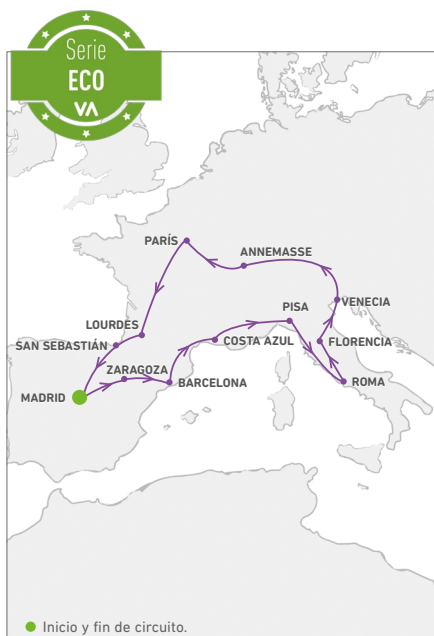 Serie
ECO
VA
PARÍS
ANNEMASSE
VENECIA
PISA
LOURDES
FLORENCIA
SAN SEBASTIÁN
COSTA AZUL
ZARAGOZA
BARCELONA
ROMA
MADRID
Inicio y fin de circuito.